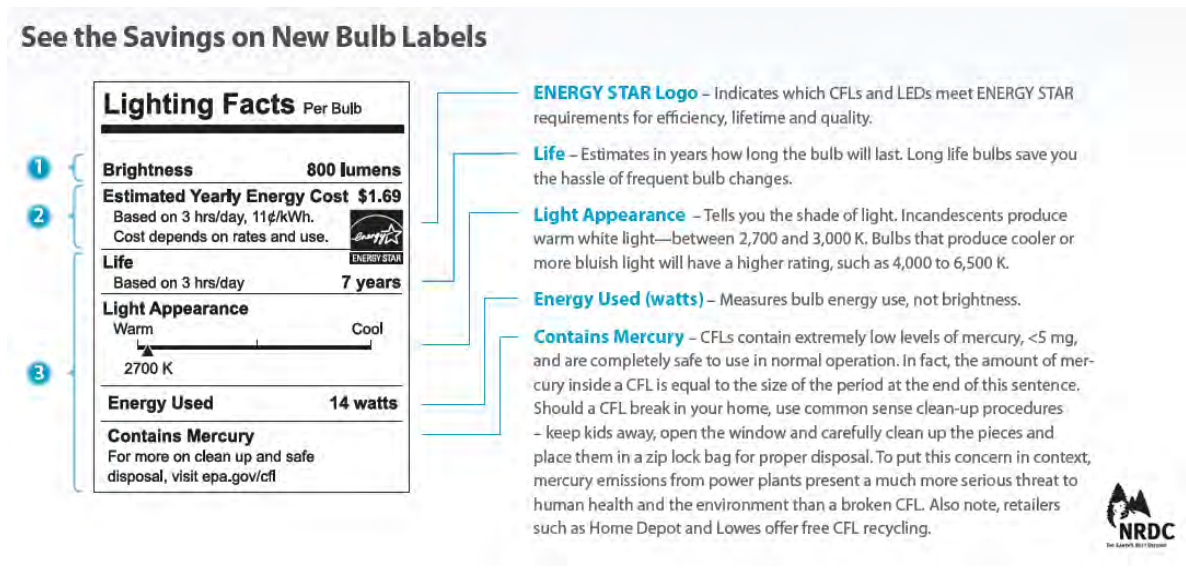 See the Savings on New Bulb Labels
Lighting Facts Per Bulb
1
Brightness 800 lumens
2
Estimated Yearly Energy Cost $1.69
Based on 3 hrs/day, 11¢/kWh.
Cost depends on rates and use.
energy
ENERGY STAR
3
Life
Based on 3 hrs/day 7 years
Light Appearance
Warm Cool
2700 K
Energy Used 14 watts
Contains Mercury
For more on clean up and safe
disposal, visit epa.gov/cfl
ENERGY STAR Logo – Indicates which CFLs and LEDs meet ENERGY STAR
requirements for efficiency, lifetime and quality.
Life – Estimates in years how long the bulb will last. Long life bulbs save you
the hassle of frequent bulb changes.
Light Appearance – Tells you the shade of light. Incandescents produce
warm white light—between 2,700 and 3,000 K. Bulbs that produce cooler or
more bluish light will have a higher rating, such as 4,000 to 6,500 K.
Energy Used (watts) – Measures bulb energy use, not brightness.
Contains Mercury – CFLs contain extremely low levels of mercury, <5 mg,
and are completely safe to use in normal operation. In fact, the amount of mer-
cury inside a CFL is equal to the size of the period at the end of this sentence.
Should a CFL break in your home, use common sense clean-up procedures
– keep kids away, open the window and carefully clean up the pieces and
place them in a zip lock bag for proper disposal. To put this concern in context,
mercury emissions from power plants present a much more serious threat to
human health and the environment than a broken CFL. Also note, retailers
such as Home Depot and Lowes offer free CFL recycling.
NRDC
THE EARTH'S BEST DEFENSE